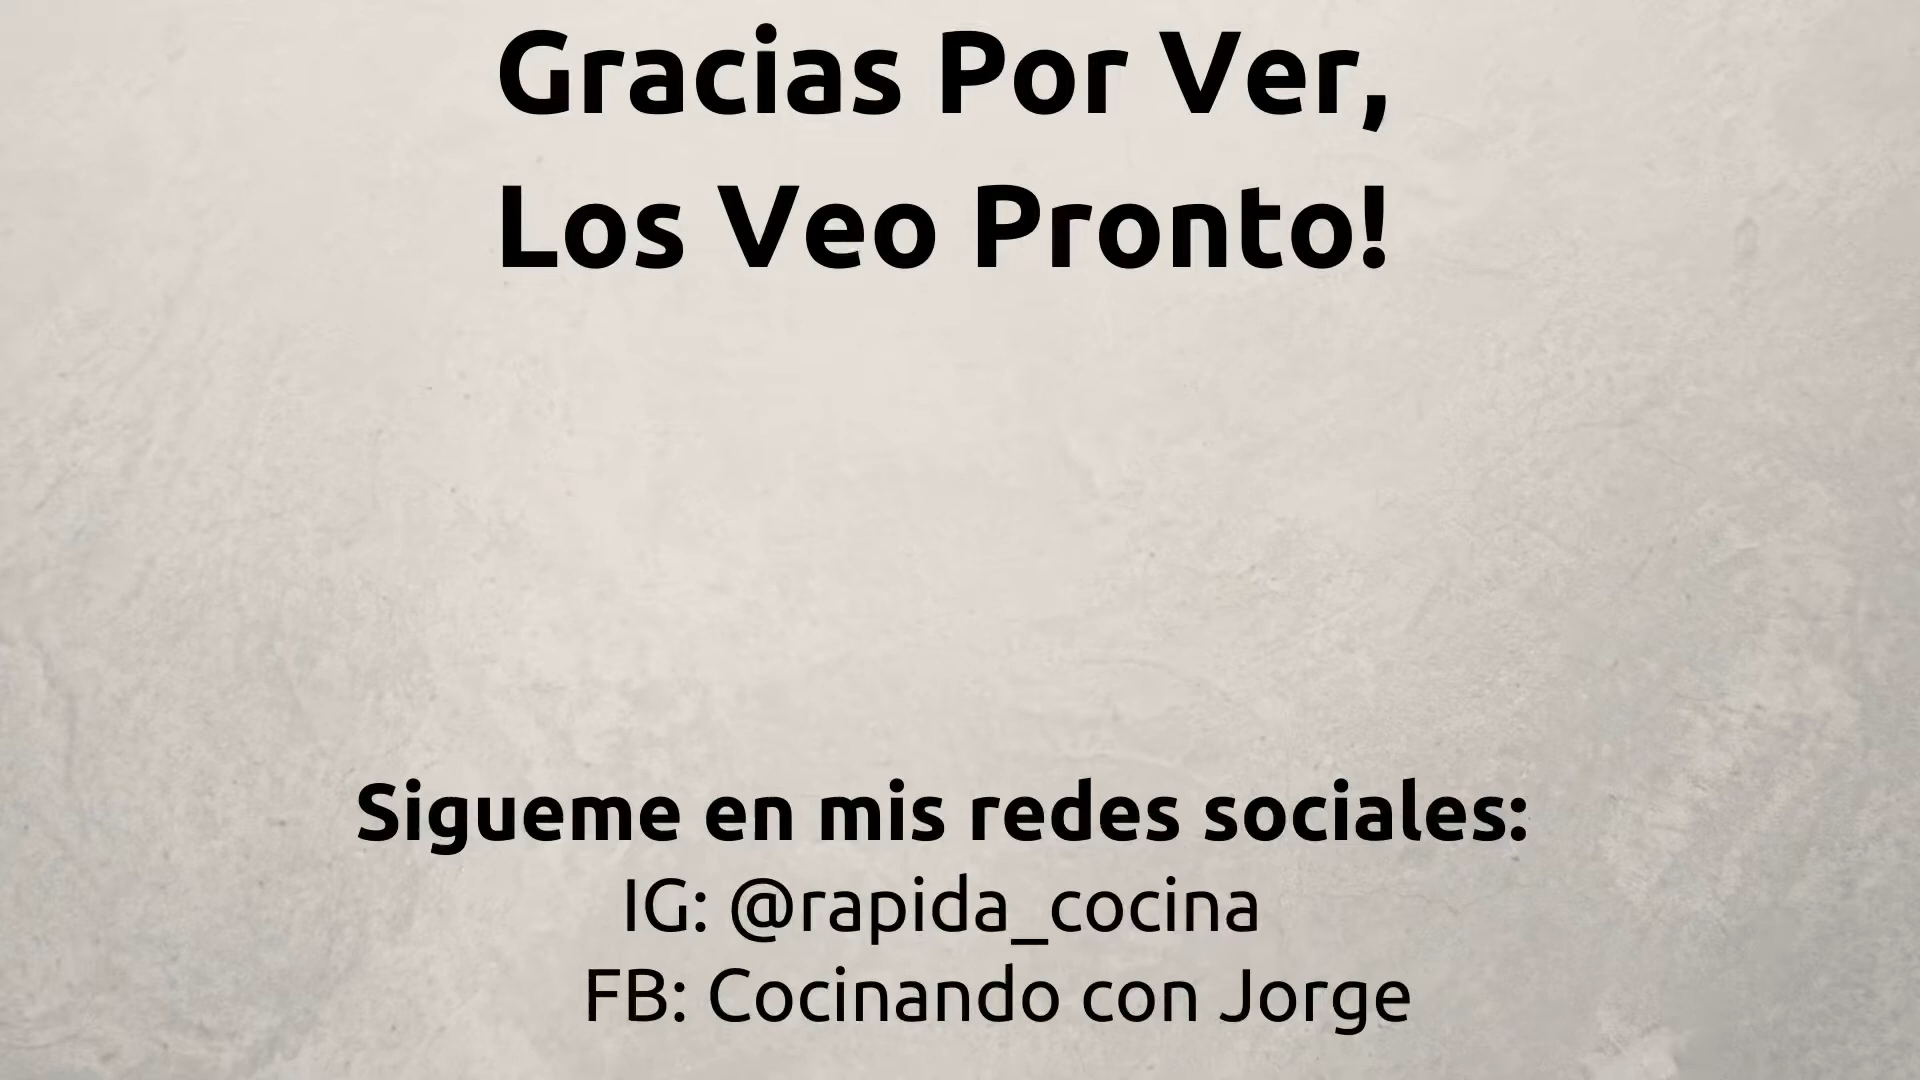 Gracias Por Ver,
Los Veo Pronto!
Sigueme en mis redes sociales:
IG: @rapida_cocina
FB: Cocinando con Jorge